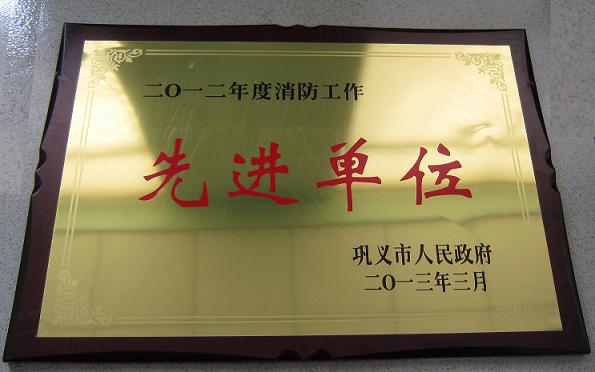 二〇一二年度消防工作
先进单位
巩义市人民政府
二〇一三年三月